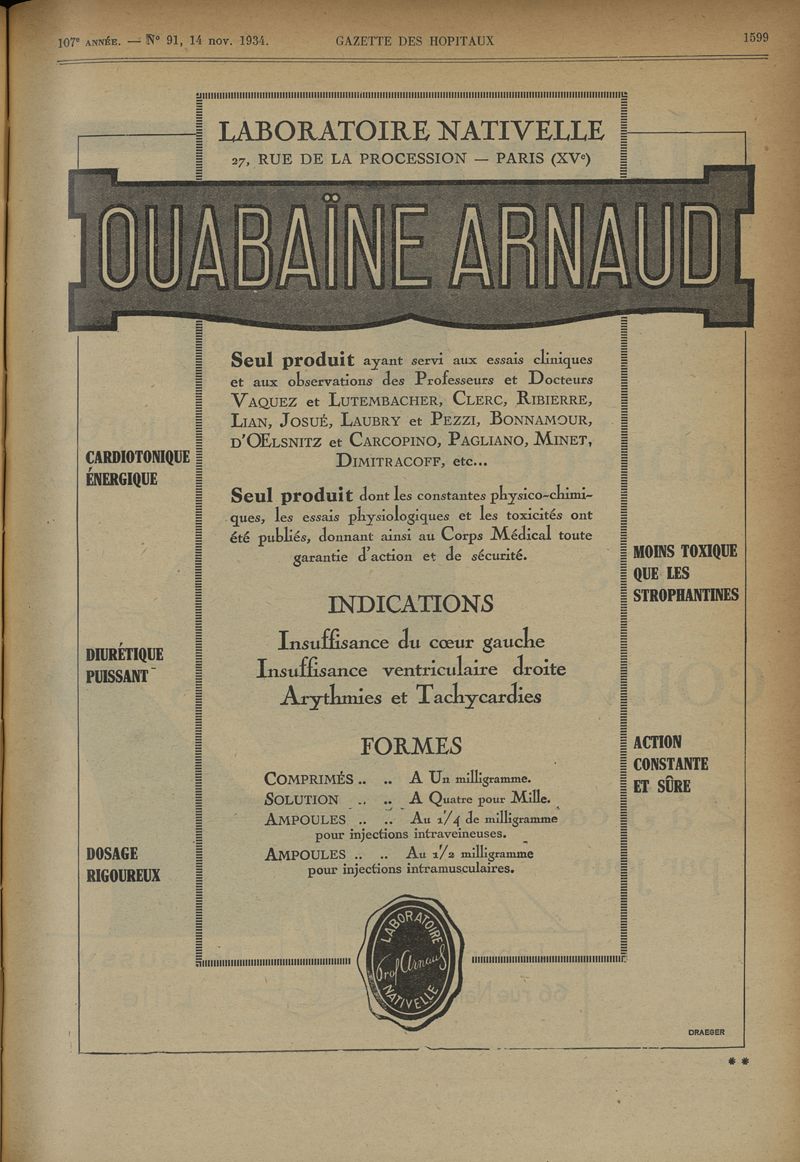 107e ANNÉE. — No 91, 14 nov. 1934.
GAZETTE DES HOPITAUX
1599
LABORATOIRE NATIVELLE
27, RUE DE LA PROCESSION — PARIS (XVe)
OUABAÏNE ARNAUD
Seul produit ayant servi aux essais cliniques
et aux observations des Professeurs et Docteurs
VAQUEZ et LUTEMBACHER, CLERC, RIBIERRE,
LIAN, JOSUÉ, LAUBRY et PEZZI, BONNAMOUR,
D'ŒLSNITZ et CARCOPINO, PAGLIANO, MINET,
DIMITRACOFF, etc...
Seul produit dont les constantes physico-chimi-
ques, les essais physiologiques et les toxicités ont
été publiés, donnant ainsi au Corps Médical toute
garantie d'action et de sécurité.
INDICATIONS
Insuffisance du cœur gauche
Insuffisance ventriculaire droite
Arythmies et Tachycardies
FORMES
COMPRIMÉS .. .. A Un milligramme.
SOLUTION .. .. A Quatre pour Mille.
AMPOULES .. .. Au 1/4 de milligramme
pour injections intraveineuses.
AMPOULES .. .. Au 1/2 milligramme
pour injections intramusculaires.
CARDIOTONIQUE
ÉNERGIQUE
DIURÉTIQUE
PUISSANT
DOSAGE
RIGOUREUX
MOINS TOXIQUE
QUE LES
STROPHANTINES
ACTION
CONSTANTE
ET SÛRE
LABORATOIRE
Prof Arnaud
NATIVELLE
DRAEGER
* *